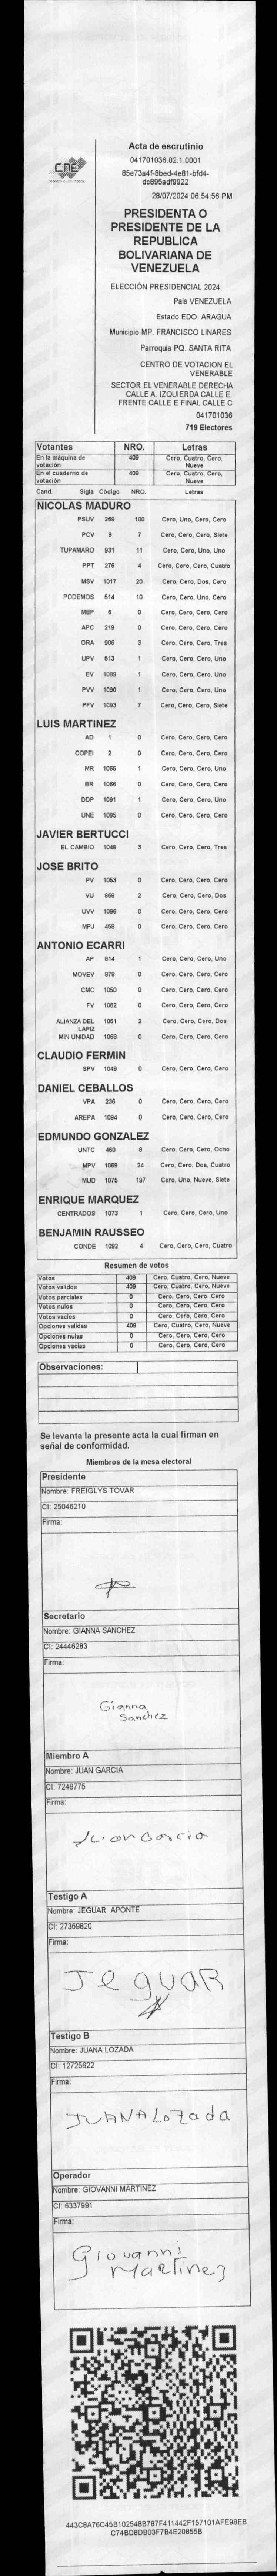 CNE
Acta de escrutinio
041701036.02.1.0001
85e73a4f-8bed-4e81-bfd4-
dc895adf9922
28/07/2024 06:54:56 PM
PRESIDENTA O
PRESIDENTE DE LA
REPUBLICA
BOLIVARIANA DE
VENEZUELA
ELECCIÓN PRESIDENCIAL 2024
País VENEZUELA
Estado EDO. ARAGUA
Municipio MP. FRANCISCO LINARES
Parroquia PQ. SANTA RITA
CENTRO DE VOTACION EL
VENERABLE
SECTOR EL VENERABLE DERECHA
CALLE A. IZQUIERDA CALLE E.
FRENTE CALLE E FINAL CALLE C
041701036
719 Electores
Votantes NRO. Letras
En la máquina de votación 409 Cero, Cuatro, Cero, Nueve
En el cuaderno de votación 409 Cero, Cuatro, Cero, Nueve
Cand. Sigla Código NRO. Letras
NICOLAS MADURO
PSUV 269 100 Cero, Uno, Cero, Cero
PCV 9 7 Cero, Cero, Cero, Siete
TUPAMARO 931 11 Cero, Cero, Uno, Uno
PPT 276 4 Cero, Cero, Cero, Cuatro
MSV 1017 20 Cero, Cero, Dos, Cero
PODEMOS 514 10 Cero, Cero, Uno, Cero
MEP 6 0 Cero, Cero, Cero, Cero
APC 219 0 Cero, Cero, Cero, Cero
ORA 906 3 Cero, Cero, Cero, Tres
UPV 513 1 Cero, Cero, Cero, Uno
EV 1089 1 Cero, Cero, Cero, Uno
PVV 1090 1 Cero, Cero, Cero, Uno
PFV 1093 7 Cero, Cero, Cero, Siete
LUIS MARTINEZ
AD 1 0 Cero, Cero, Cero, Cero
COPEI 2 0 Cero, Cero, Cero, Cero
MR 1065 1 Cero, Cero, Cero, Uno
BR 1066 0 Cero, Cero, Cero, Cero
DDP 1091 1 Cero, Cero, Cero, Uno
UNE 1095 0 Cero, Cero, Cero, Cero
JAVIER BERTUCCI
EL CAMBIO 1048 3 Cero, Cero, Cero, Tres
JOSE BRITO
PV 1053 0 Cero, Cero, Cero, Cero
VU 868 2 Cero, Cero, Cero, Dos
UVV 1096 0 Cero, Cero, Cero, Cero
MPJ 458 0 Cero, Cero, Cero, Cero
ANTONIO ECARRI
AP 814 1 Cero, Cero, Cero, Uno
MOVEV 876 0 Cero, Cero, Cero, Cero
CMC 1050 0 Cero, Cero, Cero, Cero
FV 1062 0 Cero, Cero, Cero, Cero
ALIANZA DEL LAPIZ 1051 2 Cero, Cero, Cero, Dos
MIN UNIDAD 1068 0 Cero, Cero, Cero, Cero
CLAUDIO FERMIN
SPV 1049 0 Cero, Cero, Cero, Cero
DANIEL CEBALLOS
VPA 236 0 Cero, Cero, Cero, Cero
AREPA 1094 0 Cero, Cero, Cero, Cero
EDMUNDO GONZALEZ
UNTC 460 8 Cero, Cero, Cero, Ocho
MPV 1069 24 Cero, Cero, Dos, Cuatro
MUD 1075 197 Cero, Uno, Nueve, Siete
ENRIQUE MARQUEZ
CENTRADOS 1073 1 Cero, Cero, Cero, Uno
BENJAMIN RAUSSEO
CONDE 1092 4 Cero, Cero, Cero, Cuatro
Resumen de votos
Votos 409 Cero, Cuatro, Cero, Nueve
Votos validos 409 Cero, Cuatro, Cero, Nueve
Votos parciales 0 Cero, Cero, Cero, Cero
Votos nulos 0 Cero, Cero, Cero, Cero
Votos vacios 0 Cero, Cero, Cero, Cero
Opciones validas 409 Cero, Cuatro, Cero, Nueve
Opciones nulas 0 Cero, Cero, Cero, Cero
Opciones vacias 0 Cero, Cero, Cero, Cero
Observaciones:
Se levanta la presente acta la cual firman en
señal de conformidad.
Miembros de la mesa electoral
Presidente
Nombre: FREIGLYS TOVAR
CI: 25046210
Firma:
Secretario
Nombre: GIANNA SANCHEZ
CI: 24446283
Firma:
Gianna
Sanchez
Miembro A
Nombre: JUAN GARCIA
CI: 7249775
Firma:
Juan Garcia
Testigo A
Nombre: JEGUAR APONTE
CI: 27369820
Firma:
JeguaR
Testigo B
Nombre: JUANA LOZADA
CI: 12725622
Firma:
JUANA Lozada
Operador
Nombre: GIOVANNI MARTINEZ
CI: 6337991
Firma:
Giovanni
Martinez
443C8A76C45B102548B787F411442F157101AFE98EB
C74BD8DB03F7B4E20855B